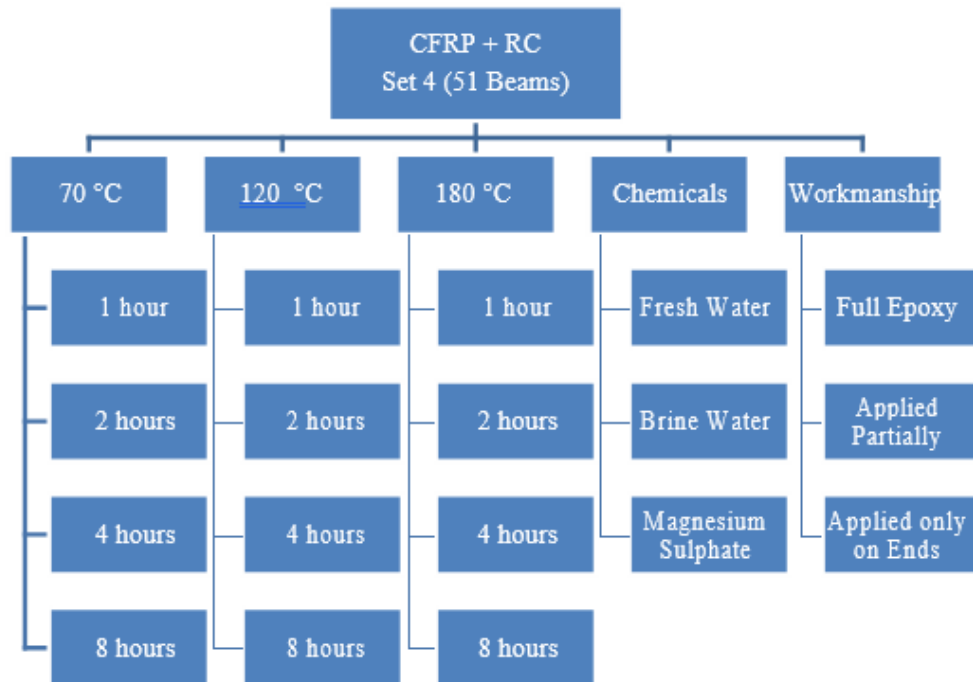 CFRP + RC
Set 4 (51 Beams)
70 °C
120 °C
180 °C
Chemicals
Workmanship
1 hour
1 hour
1 hour
Fresh Water
Full Epoxy
2 hours
2 hours
2 hours
Brine Water
Applied
Partially
4 hours
4 hours
4 hours
Magnesium
Sulphate
Applied only
on Ends
8 hours
8 hours
8 hours